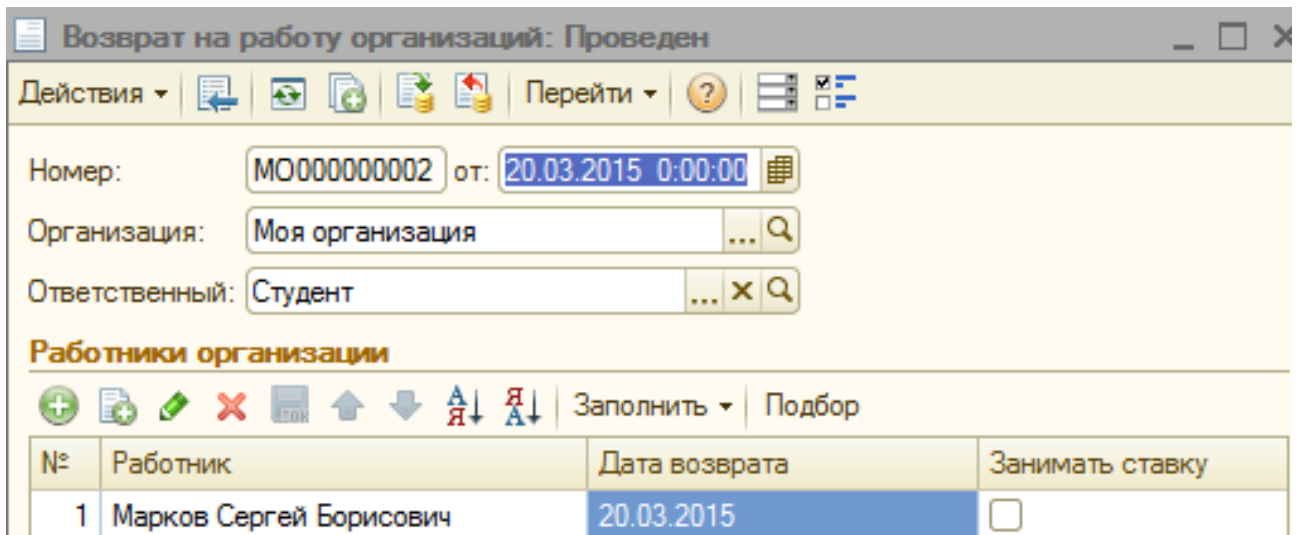 Возврат на работу организаций: Проведен
Действия Перейти ?
Номер: МО000000002 от: 20.03.2015 0:00:00
Организация: Моя организация ...
Ответственный: Студент ... x
Работники организации
А Я Я А Заполнить Подбор
№ Работник Дата возврата Занимать ставку
1 Марков Сергей Борисович 20.03.2015